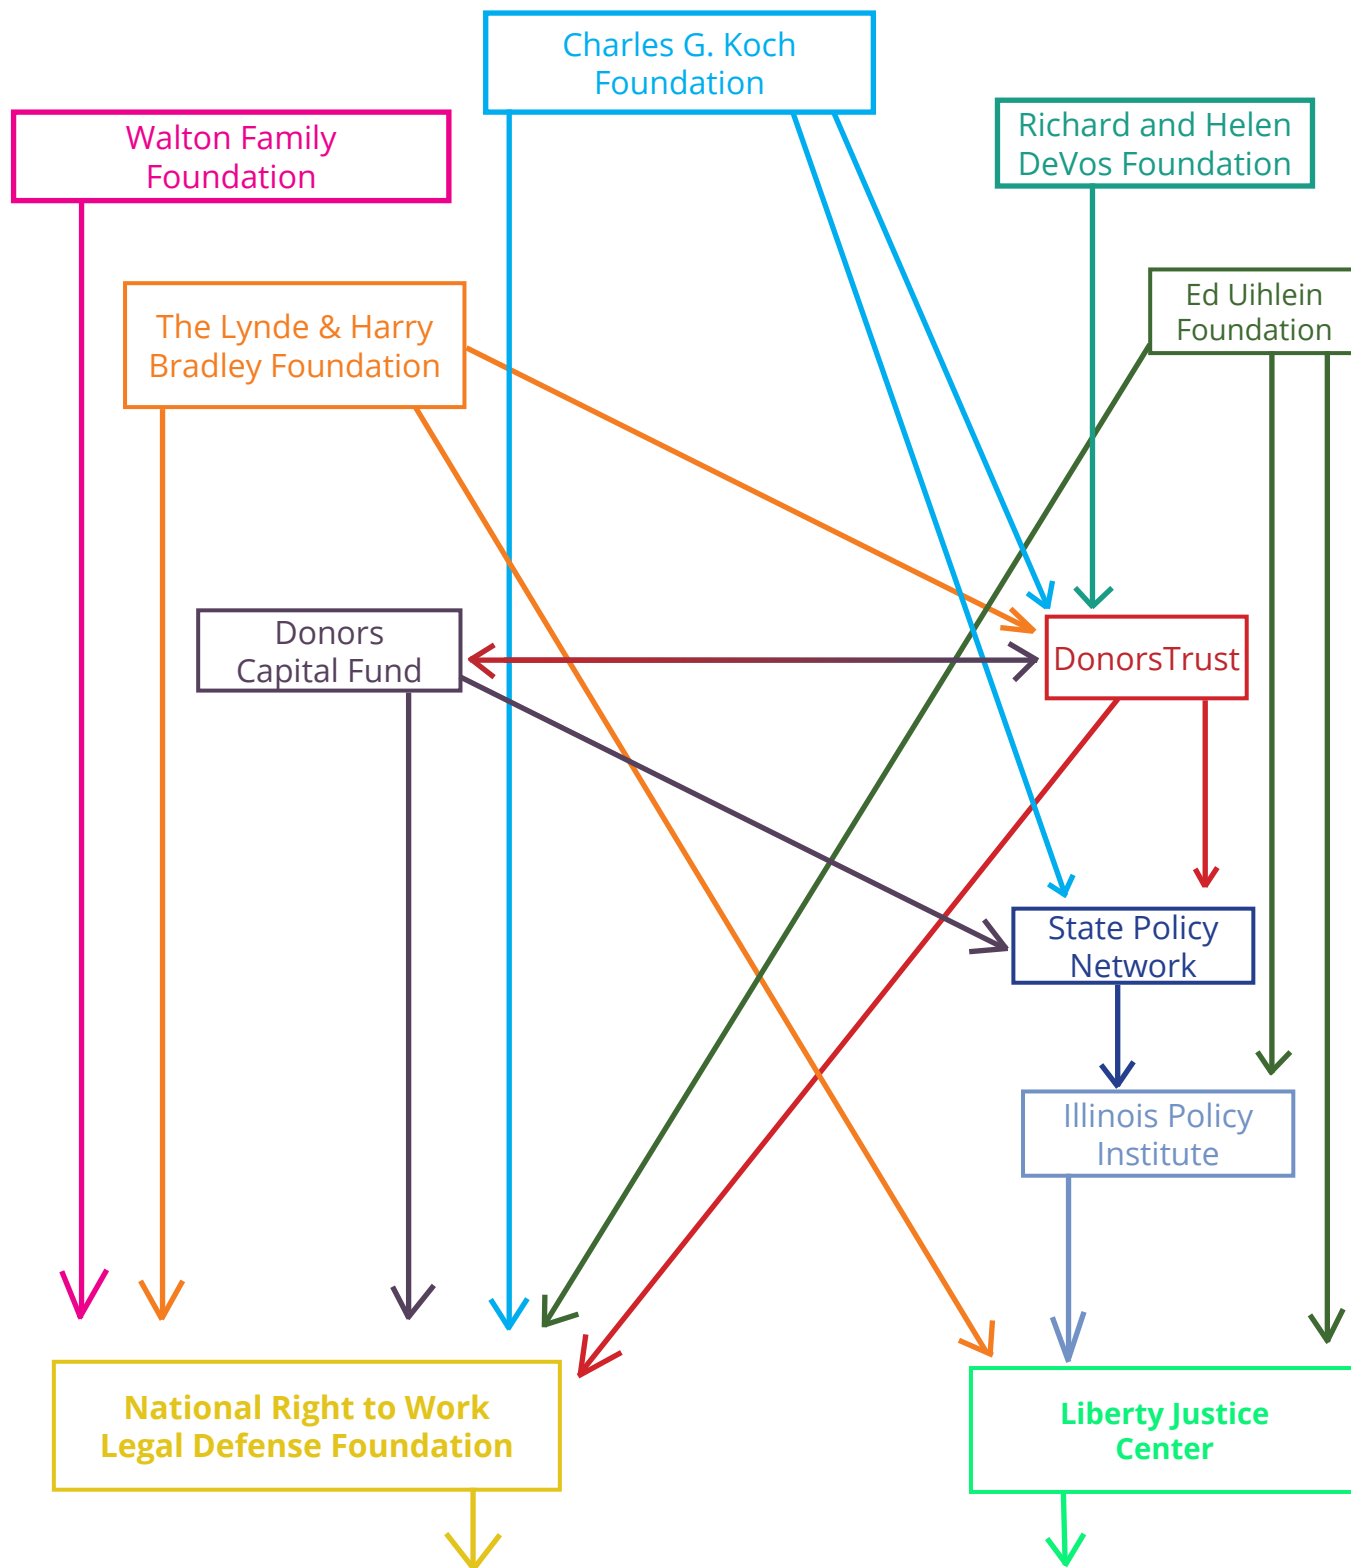 Charles G. Koch
Foundation
Walton Family
Foundation
Richard and Helen
DeVos Foundation
Ed Uihlein
Foundation
The Lynde & Harry
Bradley Foundation
Donors
Capital Fund
DonorsTrust
State Policy
Network
Illinois Policy
Institute
National Right to Work
Legal Defense Foundation
Liberty Justice
Center